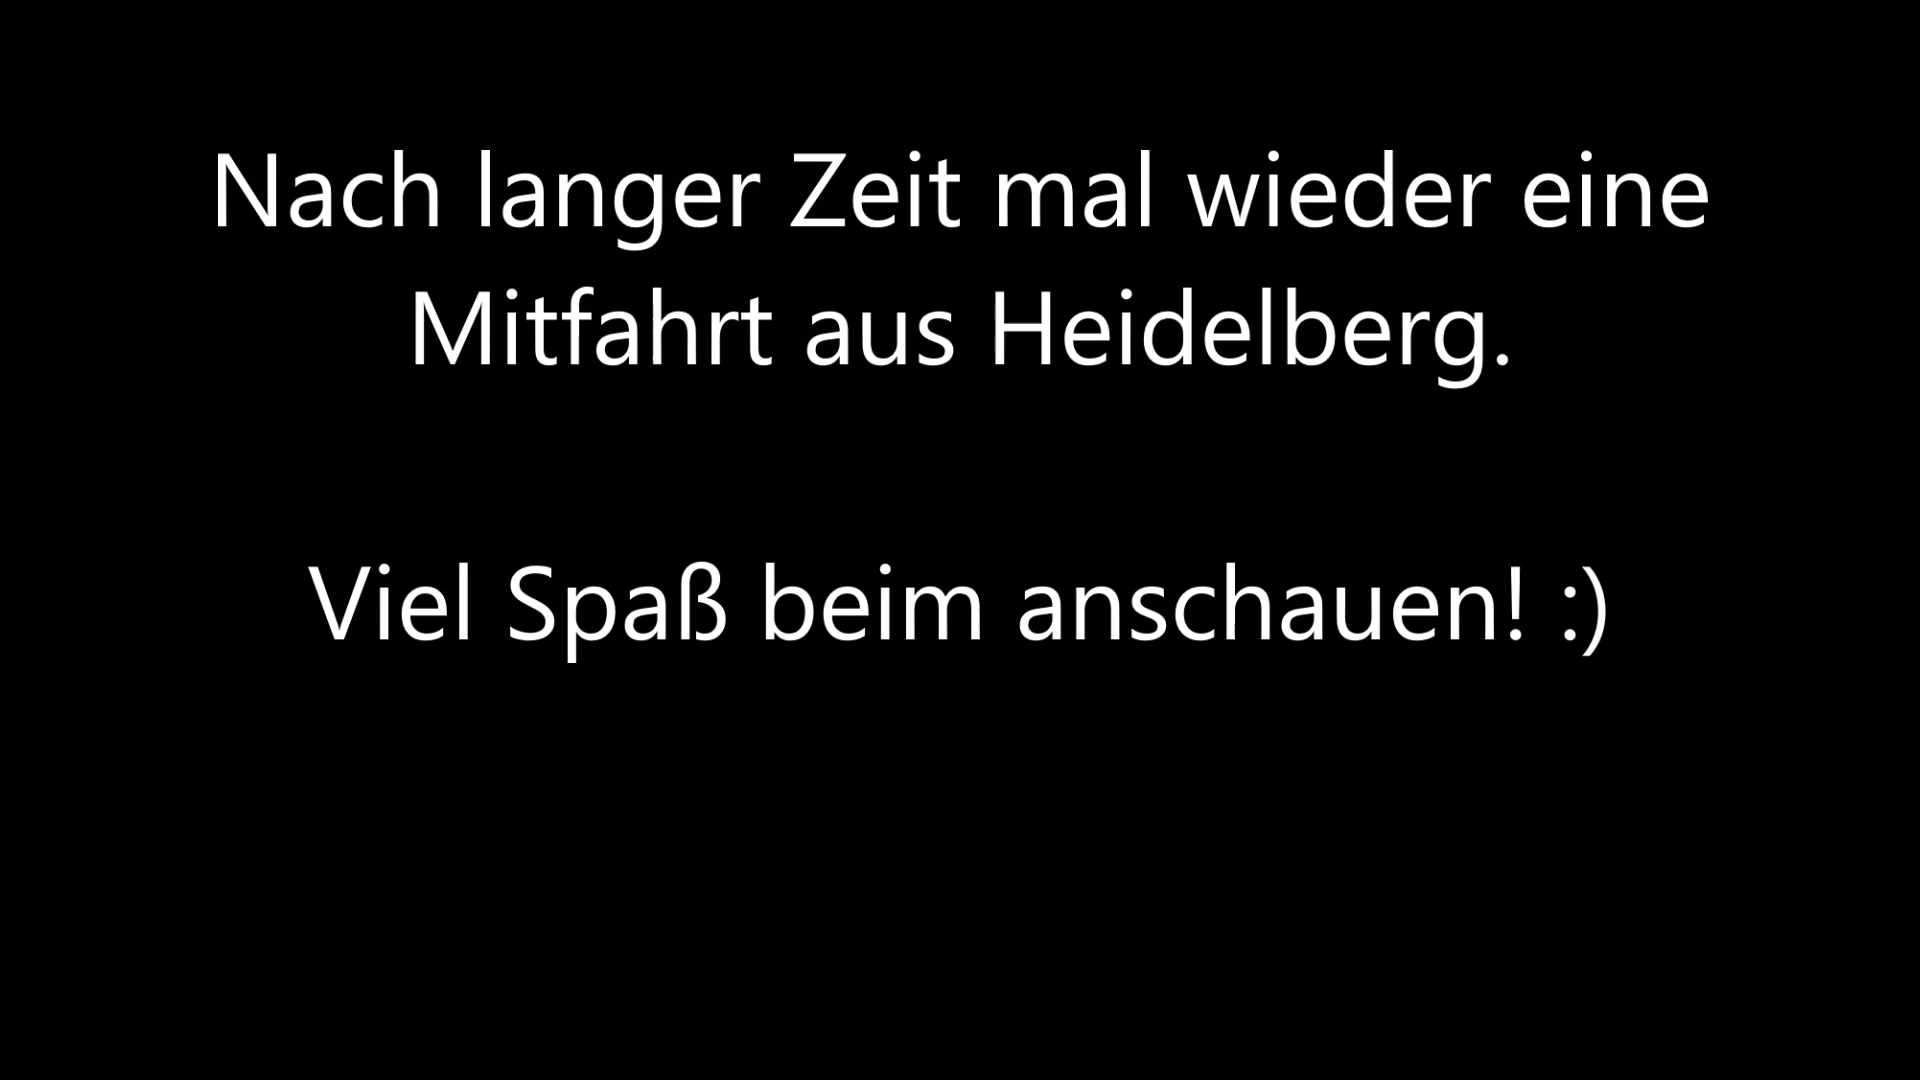 Nach langer Zeit mal wieder eine
Mitfahrt aus Heidelberg.
Viel Spaß beim anschauen! :)